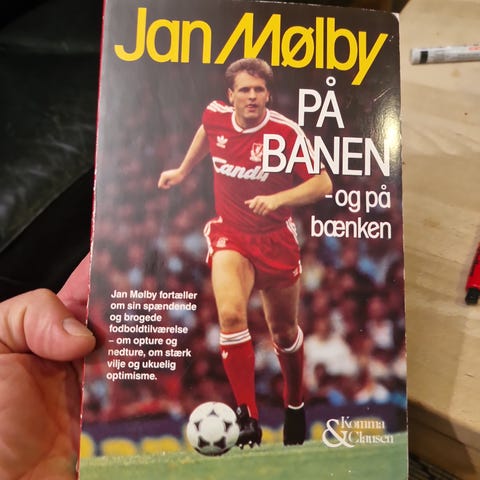 Jan Mølby
PÅ
BANEN
- og på
bænken
Candy
Jan Mølby fortæller
om sin spændende
og brogede
fodboldtilværelse
– om opture og
nedture, om stærk
vilje og ukuelig
optimisme.
Komma
& Clausen